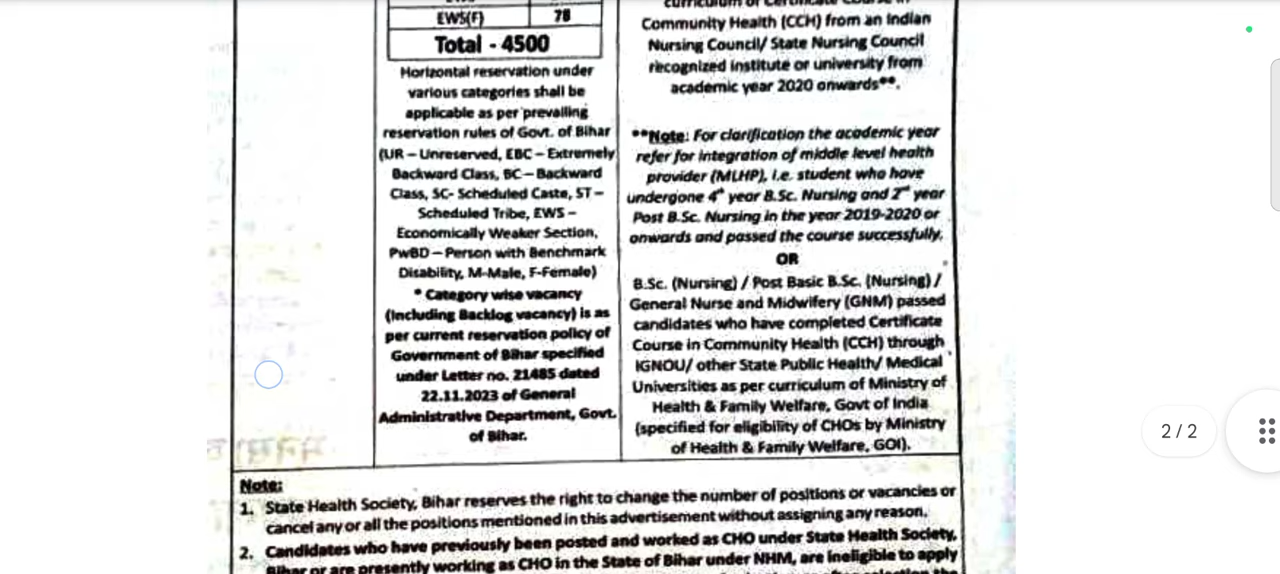 EWS(F) 78
Total - 4500
Horizontal reservation under
various categories shall be
applicable as per prevailing
reservation rules of Govt. of Bihar
(UR – Unreserved, EBC – Extremely
Backward Class, BC – Backward
Class, SC- Scheduled Caste, ST –
Scheduled Tribe, EWS –
Economically Weaker Section,
PwBD – Person with Benchmark
Disability, M-Male, F-Female)
* Category wise vacancy
(Including Backlog vacancy) is as
per current reservation policy of
Government of Bihar specified
under Letter no. 21485 dated
22.11.2023 of General
Administrative Department, Govt.
of Bihar.
curriculum of Certificate Course in
Community Health (CCH) from an Indian
Nursing Council/ State Nursing Council
recognized institute or university from
academic year 2020 onwards**.
**Note: For clarification the academic year
refer for integration of middle level health
provider (MLHP), i.e. student who have
undergone 4th year B.Sc. Nursing and 2nd year
Post B.Sc. Nursing in the year 2019-2020 or
onwards and passed the course successfully.
OR
B.Sc. (Nursing) / Post Basic B.Sc. (Nursing) /
General Nurse and Midwifery (GNM) passed
candidates who have completed Certificate
Course in Community Health (CCH) through
IGNOU/ other State Public Health/ Medical
Universities as per curriculum of Ministry of
Health & Family Welfare, Govt of India
(specified for eligibility of CHOs by Ministry
of Health & Family Welfare, GOI).
2 / 2
Note:
1. State Health Society, Bihar reserves the right to change the number of positions or vacancies or
cancel any or all the positions mentioned in this advertisement without assigning any reason.
2. Candidates who have previously been posted and worked as CHO under State Health Society,
Bihar or are presently working as CHO in the State of Bihar under NHM, are ineligible to apply